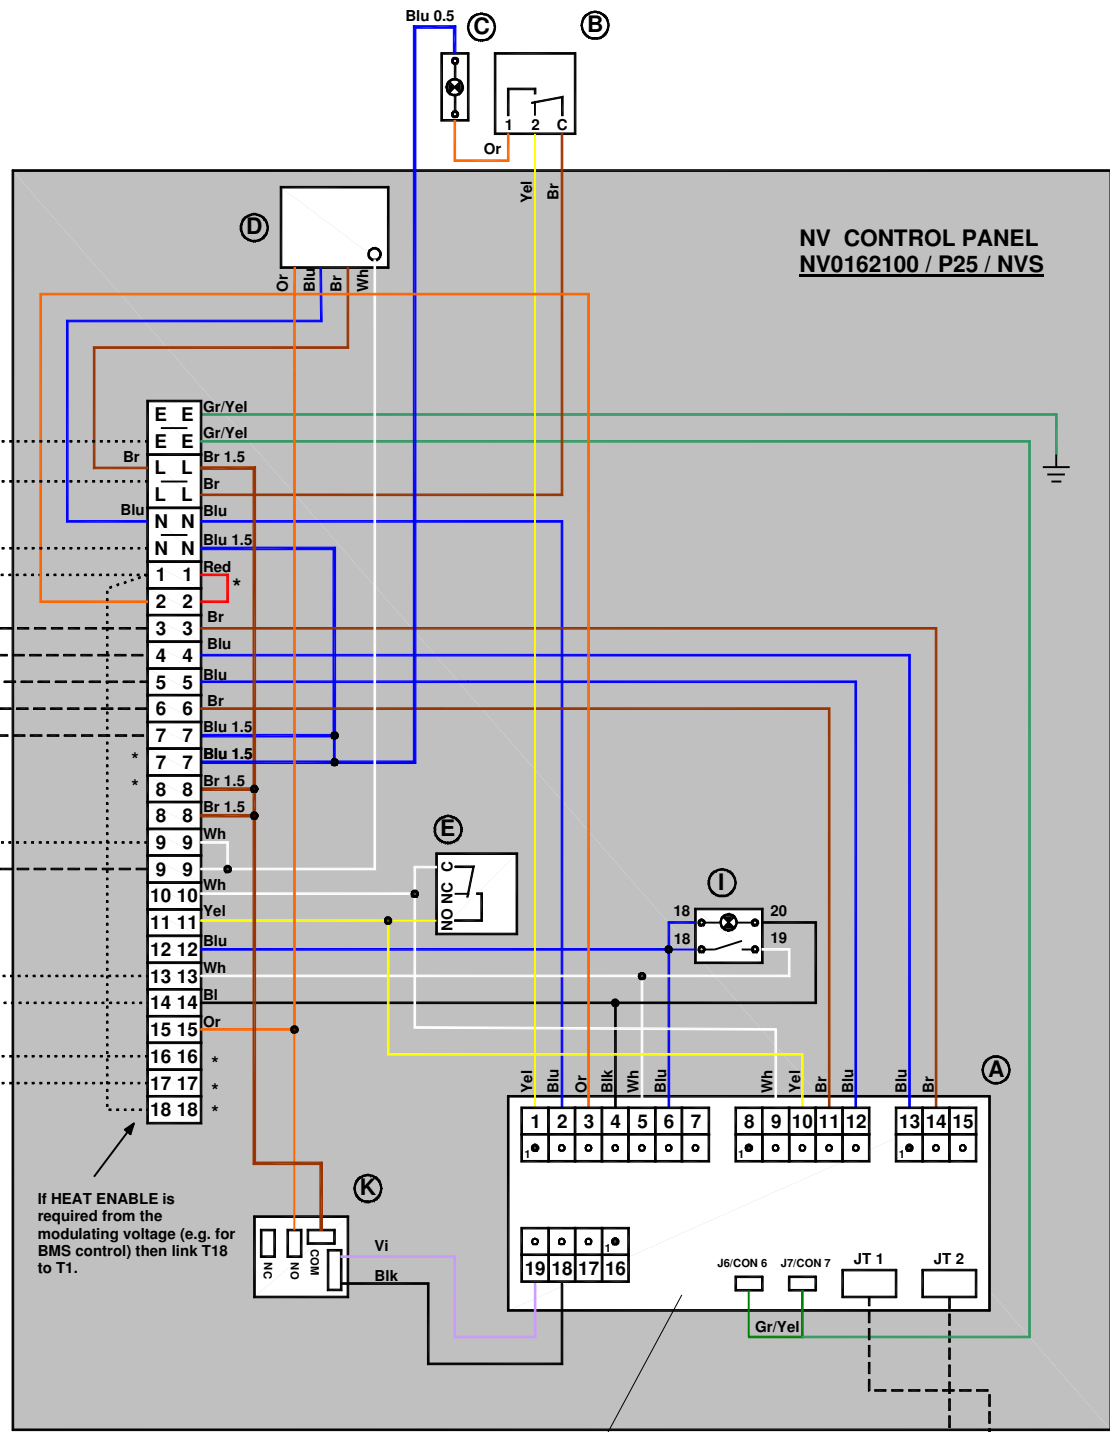 Blu 0.5
C
B
1 2 C
Or
Yel
Br
NV CONTROL PANEL
NV0162100 / P25 / NVS
D
Or
Blu
Br
Wh
E E Gr/Yel
E E Gr/Yel
Br L L Br 1.5
L L Br
Blu N N Blu
N N Blu 1.5
1 1 Red
*
2 2
3 3 Br
4 4 Blu
5 5 Blu
6 6 Br
7 7 Blu 1.5
* 7 7 Blu 1.5
* 8 8 Br 1.5
8 8 Br 1.5
9 9 Wh
9 9
10 10 Wh
11 11 Yel
12 12 Blu
13 13 Wh
14 14 Bl
15 15 Or
16 16 *
17 17 *
18 18 *
E
C
NC
NO
I
18 20
18 19
A
Yel
Blu
Or
Blk
Wh
Blu
Wh
Yel
Br
Blu
Blu
Br
1 2 3 4 5 6 7
8 9 10 11 12
13 14 15
1
1
1
1
19 18 17 16
J6/CON 6
J7/CON 7
JT 1
JT 2
Gr/Yel
If HEAT ENABLE is
required from the
modulating voltage (e.g. for
BMS control) then link T18
to T1.
K
NC
NO
COM
Vi
Blk